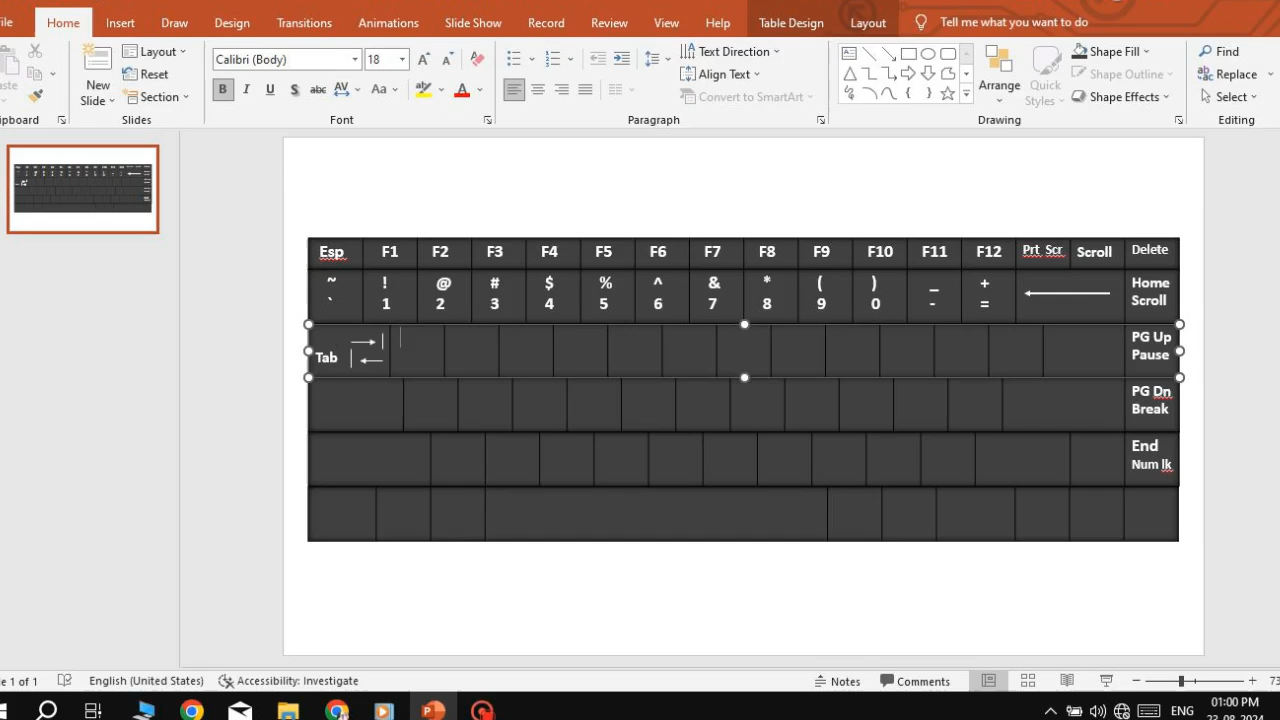 Home Insert Draw Design Transitions Animations Slide Show Record Review View Help Table Design Layout Tell me what you want to do
New
Slide
Layout
Reset
Section
Calibri (Body) 18
B I U S abc AV Aa A
Text Direction
Align Text
Convert to SmartArt
Arrange
Quick
Styles
Shape Fill
Shape Outline
Shape Effects
Find
Replace
Select
Slides Font Paragraph Drawing Editing
Esp F1 F2 F3 F4 F5 F6 F7 F8 F9 F10 F11 F12 Prt Scr Scroll Delete
~ ! @ # $ % ^ & * ( ) _ + Home
` 1 2 3 4 5 6 7 8 9 0 - = Scroll
Tab
PG Up
Pause
PG Dn
Break
End
Num lk
English (United States) Accessibility: Investigate Notes Comments
ENG
01:00 PM